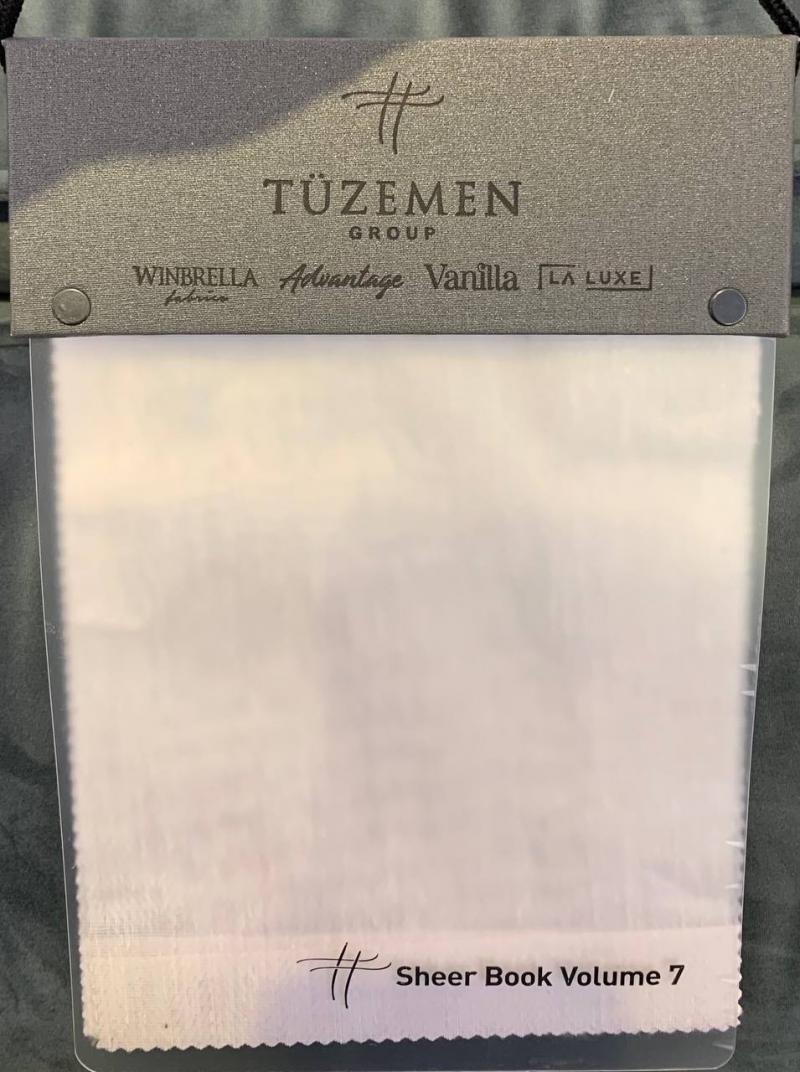 TÜZEMEN
GROUP
WINBRELLA fabrics Advantage Vanilla LA LUXE
Sheer Book Volume 7